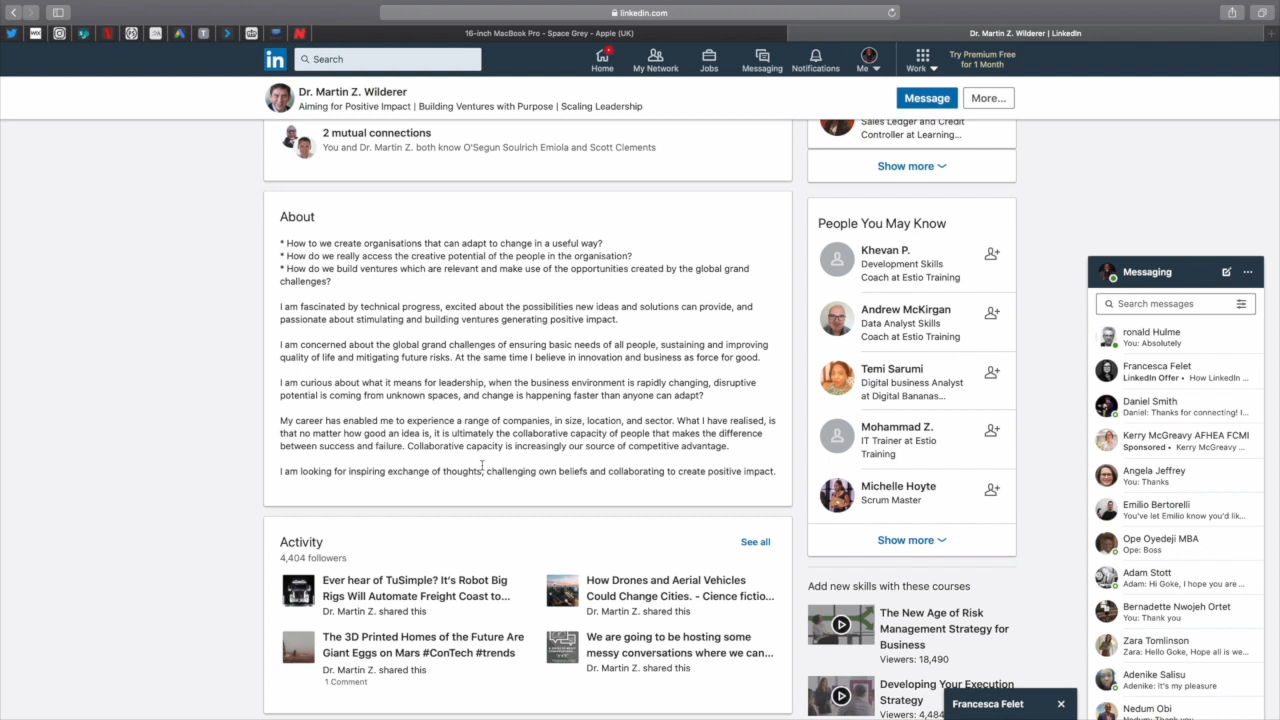 linkedin.com
16-inch MacBook Pro - Space Grey - Apple (UK)
Dr. Martin Z. Wilderer | LinkedIn
in
Search
Home
My Network
Jobs
Messaging
Notifications
Me
Work
Try Premium Free
for 1 Month
Dr. Martin Z. Wilderer
Aiming for Positive Impact | Building Ventures with Purpose | Scaling Leadership
Message
More...
2 mutual connections
You and Dr. Martin Z. both know O'Segun Soulrich Emiola and Scott Clements
About
* How to we create organisations that can adapt to change in a useful way?
* How do we really access the creative potential of the people in the organisation?
* How do we build ventures which are relevant and make use of the opportunities created by the global grand
challenges?
I am fascinated by technical progress, excited about the possibilities new ideas and solutions can provide, and
passionate about stimulating and building ventures generating positive impact.
I am concerned about the global grand challenges of ensuring basic needs of all people, sustaining and improving
quality of life and mitigating future risks. At the same time I believe in innovation and business as force for good.
I am curious about what it means for leadership, when the business environment is rapidly changing, disruptive
potential is coming from unknown spaces, and change is happening faster than anyone can adapt?
My career has enabled me to experience a range of companies, in size, location, and sector. What I have realised, is
that no matter how good an idea is, it is ultimately the collaborative capacity of people that makes the difference
between success and failure. Collaborative capacity is increasingly our source of competitive advantage.
I am looking for inspiring exchange of thoughts, challenging own beliefs and collaborating to create positive impact.
Activity
See all
4,404 followers
Ever hear of TuSimple? It's Robot Big
Rigs Will Automate Freight Coast to...
Dr. Martin Z. shared this
How Drones and Aerial Vehicles
Could Change Cities. - Cience fictio...
Dr. Martin Z. shared this
The 3D Printed Homes of the Future Are
Giant Eggs on Mars #ConTech #trends
Dr. Martin Z. shared this
1 Comment
We are going to be hosting some
messy conversations where we can...
Dr. Martin Z. shared this
Sales Ledger and Credit
Controller at Learning...
Show more
People You May Know
Khevan P.
Development Skills
Coach at Estio Training
Andrew McKirgan
Data Analyst Skills
Coach at Estio Training
Temi Sarumi
Digital business Analyst
at Digital Bananas...
Mohammad Z.
IT Trainer at Estio
Training
Michelle Hoyte
Scrum Master
Show more
Add new skills with these courses
The New Age of Risk
Management Strategy for
Business
Viewers: 18,490
Developing Your Execution
Strategy
Viewers: 4,484
Messaging
Search messages
ronald Hulme
You: Absolutely
Francesca Felet
LinkedIn Offer • How LinkedIn ...
Daniel Smith
Daniel: Thanks for connecting! I...
Kerry McGreavy AFHEA FCMI
Sponsored • Kerry McGreavy ...
Angela Jeffrey
You: Thanks
Emilio Bertorelli
You've let Emilio know you'd lik...
Ope Oyedeji MBA
Ope: Boss
Adam Stott
Adam: Hi Goke, I hope you are ...
Bernadette Nwojeh Ortet
You: Thank you
Zara Tomlinson
Zara: Hello Goke, Hope all is we...
Adenike Salisu
Adenike: It's my pleasure
Nedum Obi
Francesca Felet